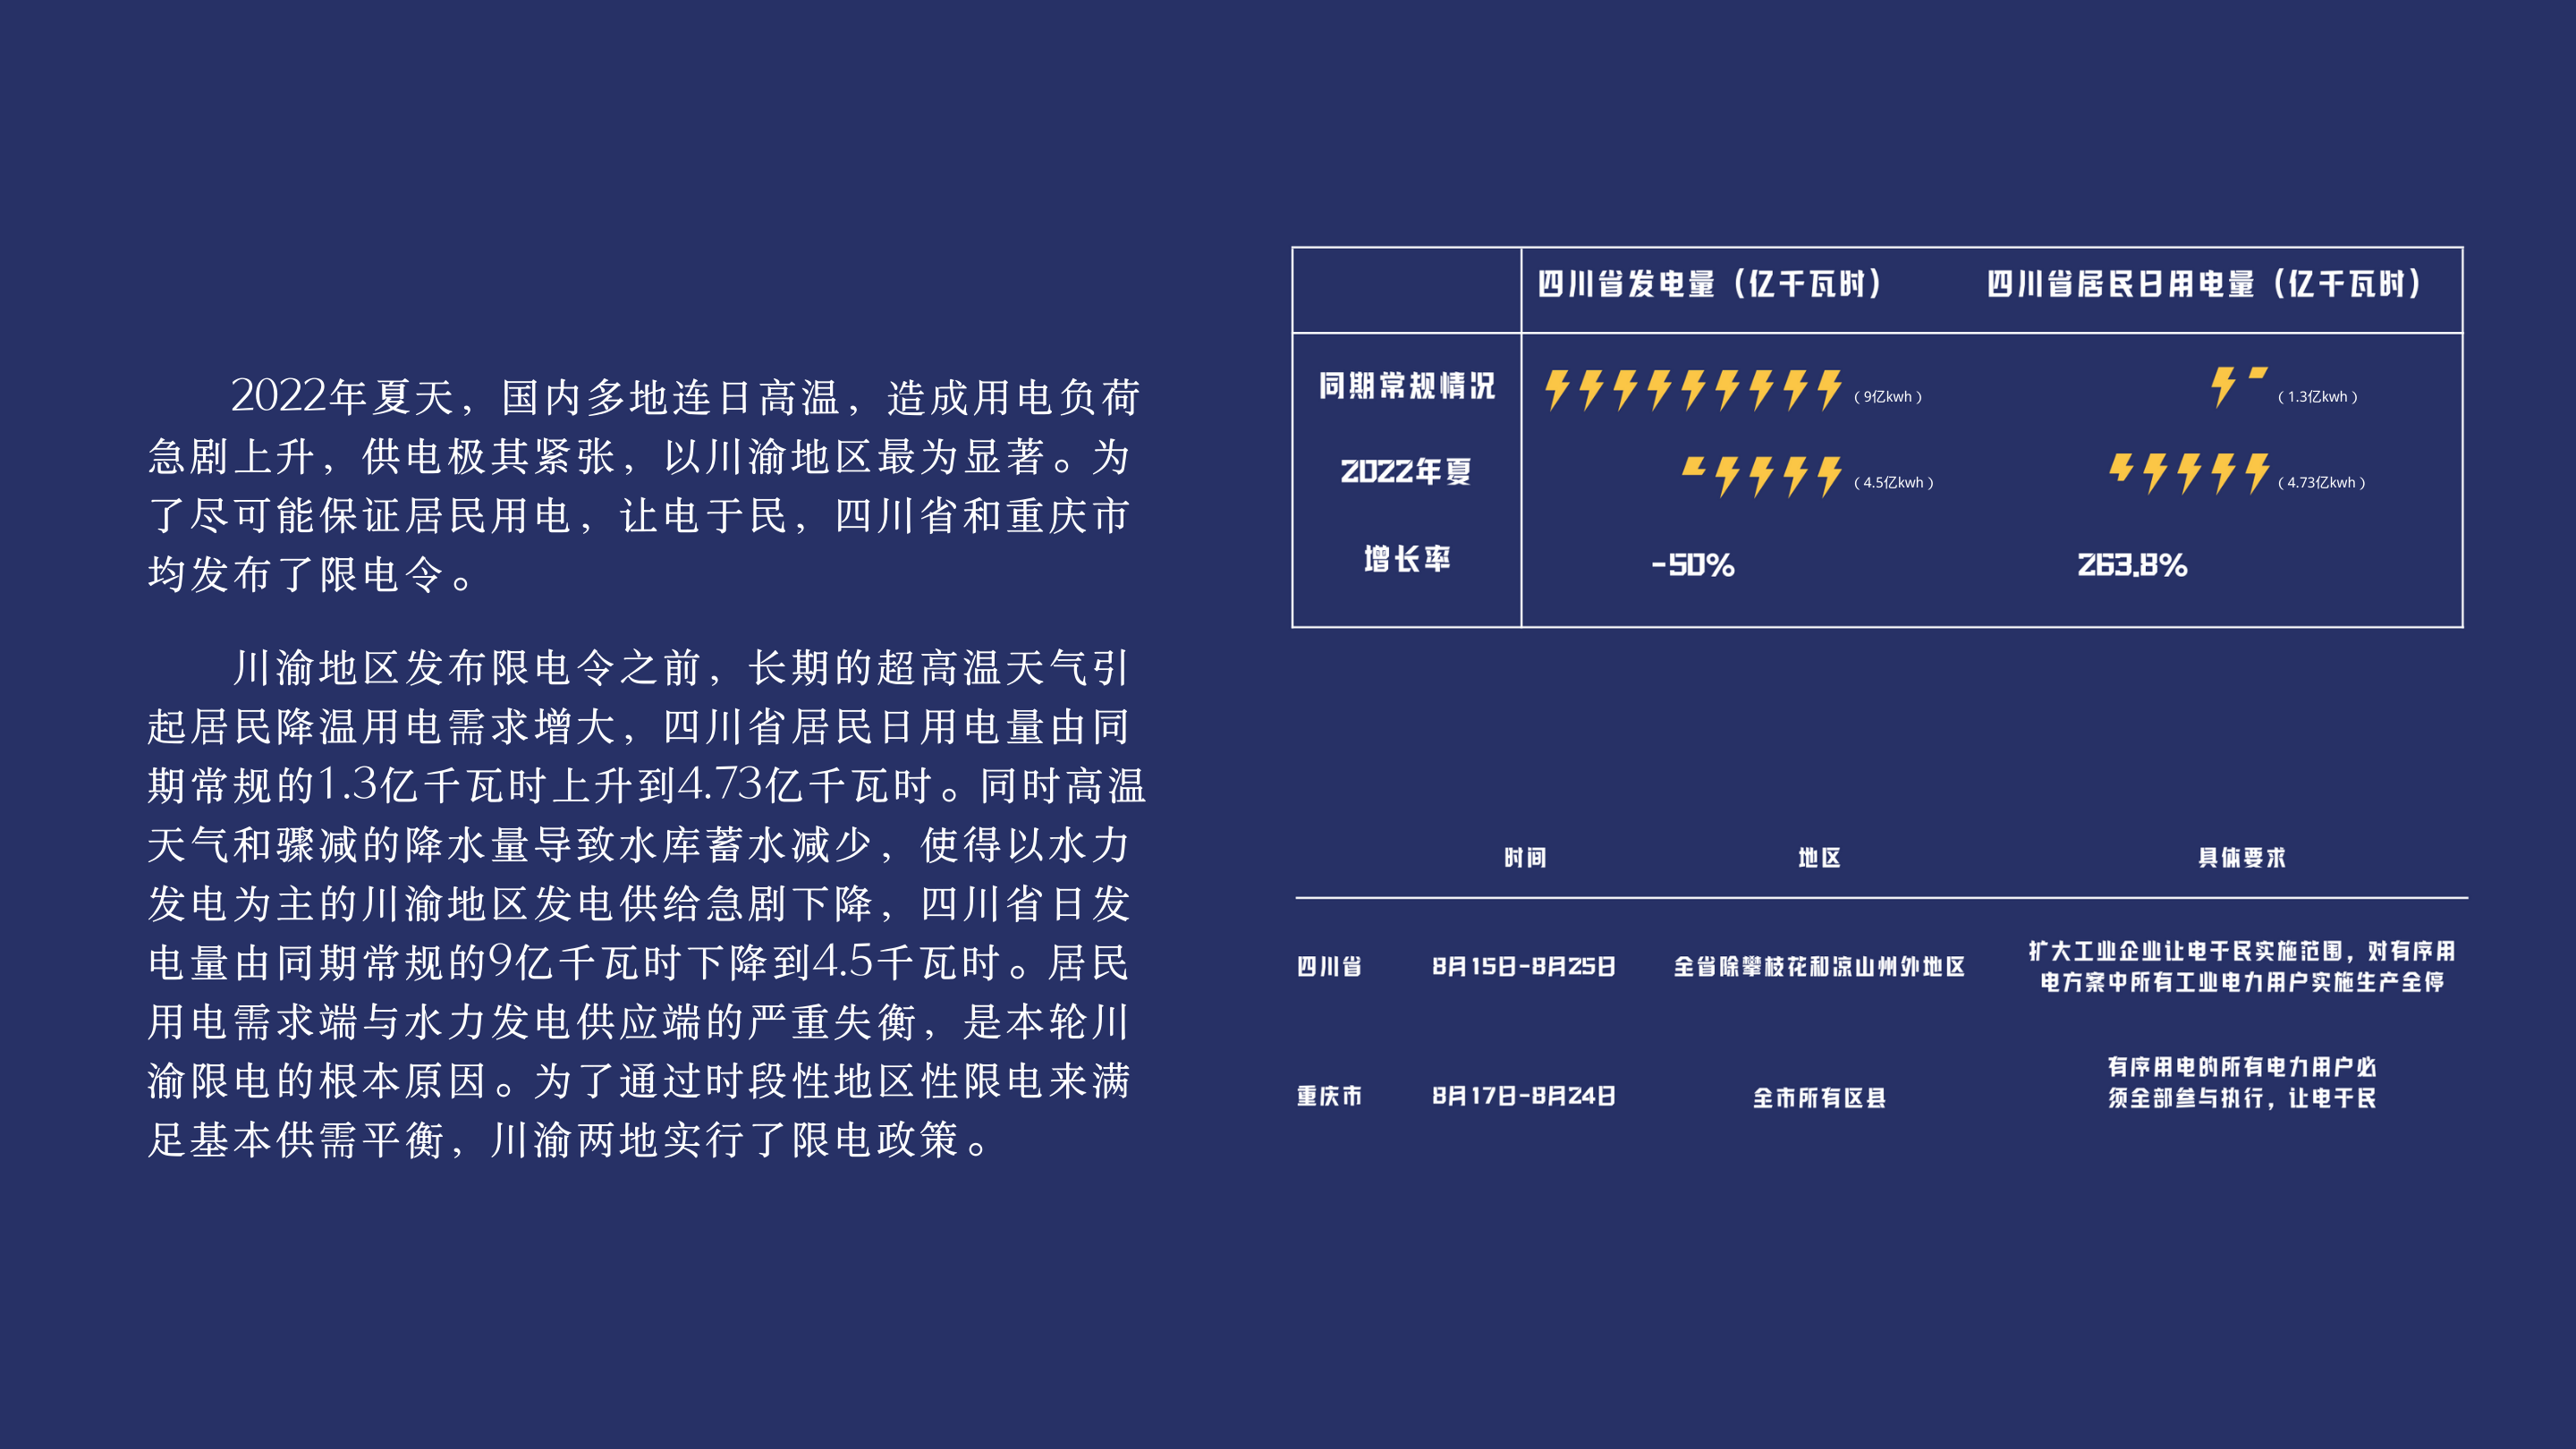 2022年夏天，国内多地连日高温，造成用电负荷
急剧上升，供电极其紧张，以川渝地区最为显著。为
了尽可能保证居民用电，让电于民，四川省和重庆市
均发布了限电令。
川渝地区发布限电令之前，长期的超高温天气引
起居民降温用电需求增大，四川省居民日用电量由同
期常规的1.3亿千瓦时上升到4.73亿千瓦时。同时高温
天气和骤减的降水量导致水库蓄水减少，使得以水力
发电为主的川渝地区发电供给急剧下降，四川省日发
电量由同期常规的9亿千瓦时下降到4.5千瓦时。居民
用电需求端与水力发电供应端的严重失衡，是本轮川
渝限电的根本原因。为了通过时段性地区性限电来满
足基本供需平衡，川渝两地实行了限电政策。
四川省发电量（亿千瓦时） 四川省居民日用电量（亿千瓦时）
同期常规情况 （9亿kwh） （1.3亿kwh）
2022年夏 （4.5亿kwh） （4.73亿kwh）
增长率 -50% 263.8%
时间 地区 具体要求
四川省 8月15日-8月25日 全省除攀枝花和凉山州外地区 扩大工业企业让电于民实施范围，对有序用
电方案中所有工业电力用户实施生产全停
重庆市 8月17日-8月24日 全市所有区县 有序用电的所有电力用户必
须全部参与执行，让电于民